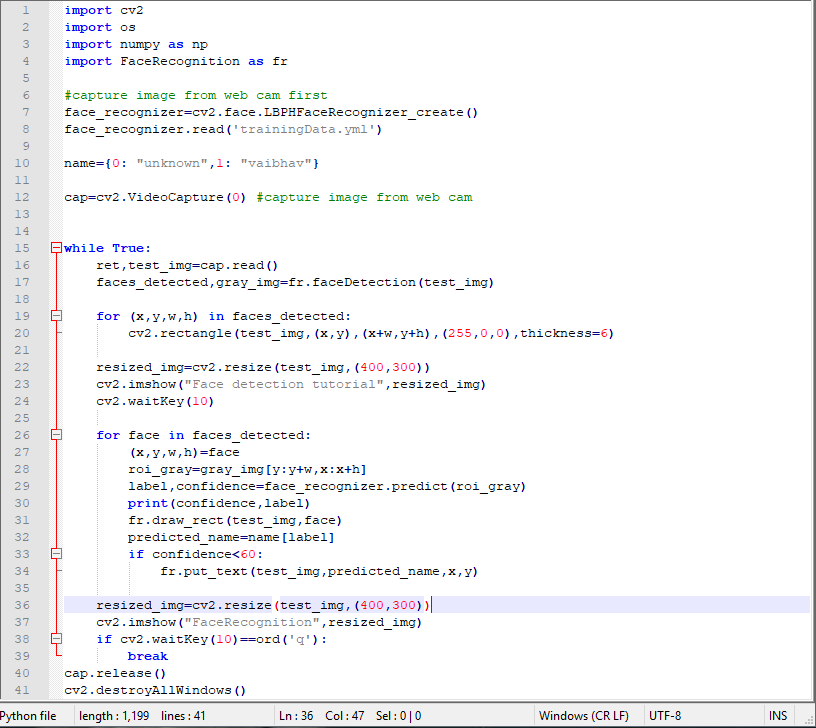 1 import cv2
2 import os
3 import numpy as np
4 import FaceRecognition as fr
5
6 #capture image from web cam first
7 face_recognizer=cv2.face.LBPHFaceRecognizer_create()
8 face_recognizer.read('trainingData.yml')
9
10 name={0: "unknown",1: "vaibhav"}
11
12 cap=cv2.VideoCapture(0) #capture image from web cam
13
14
15 while True:
16     ret,test_img=cap.read()
17     faces_detected,gray_img=fr.faceDetection(test_img)
18
19     for (x,y,w,h) in faces_detected:
20         cv2.rectangle(test_img,(x,y),(x+w,y+h),(255,0,0),thickness=6)
21
22     resized_img=cv2.resize(test_img,(400,300))
23     cv2.imshow("Face detection tutorial",resized_img)
24     cv2.waitKey(10)
25
26     for face in faces_detected:
27         (x,y,w,h)=face
28         roi_gray=gray_img[y:y+w,x:x+h]
29         label,confidence=face_recognizer.predict(roi_gray)
30         print(confidence,label)
31         fr.draw_rect(test_img,face)
32         predicted_name=name[label]
33         if confidence<60:
34             fr.put_text(test_img,predicted_name,x,y)
35
36     resized_img=cv2.resize(test_img,(400,300))
37     cv2.imshow("FaceRecognition",resized_img)
38     if cv2.waitKey(10)==ord('q'):
39         break
40 cap.release()
41 cv2.destroyAllWindows()
Python file length : 1,199 lines : 41 Ln : 36 Col : 47 Sel : 0 | 0 Windows (CR LF) UTF-8 INS